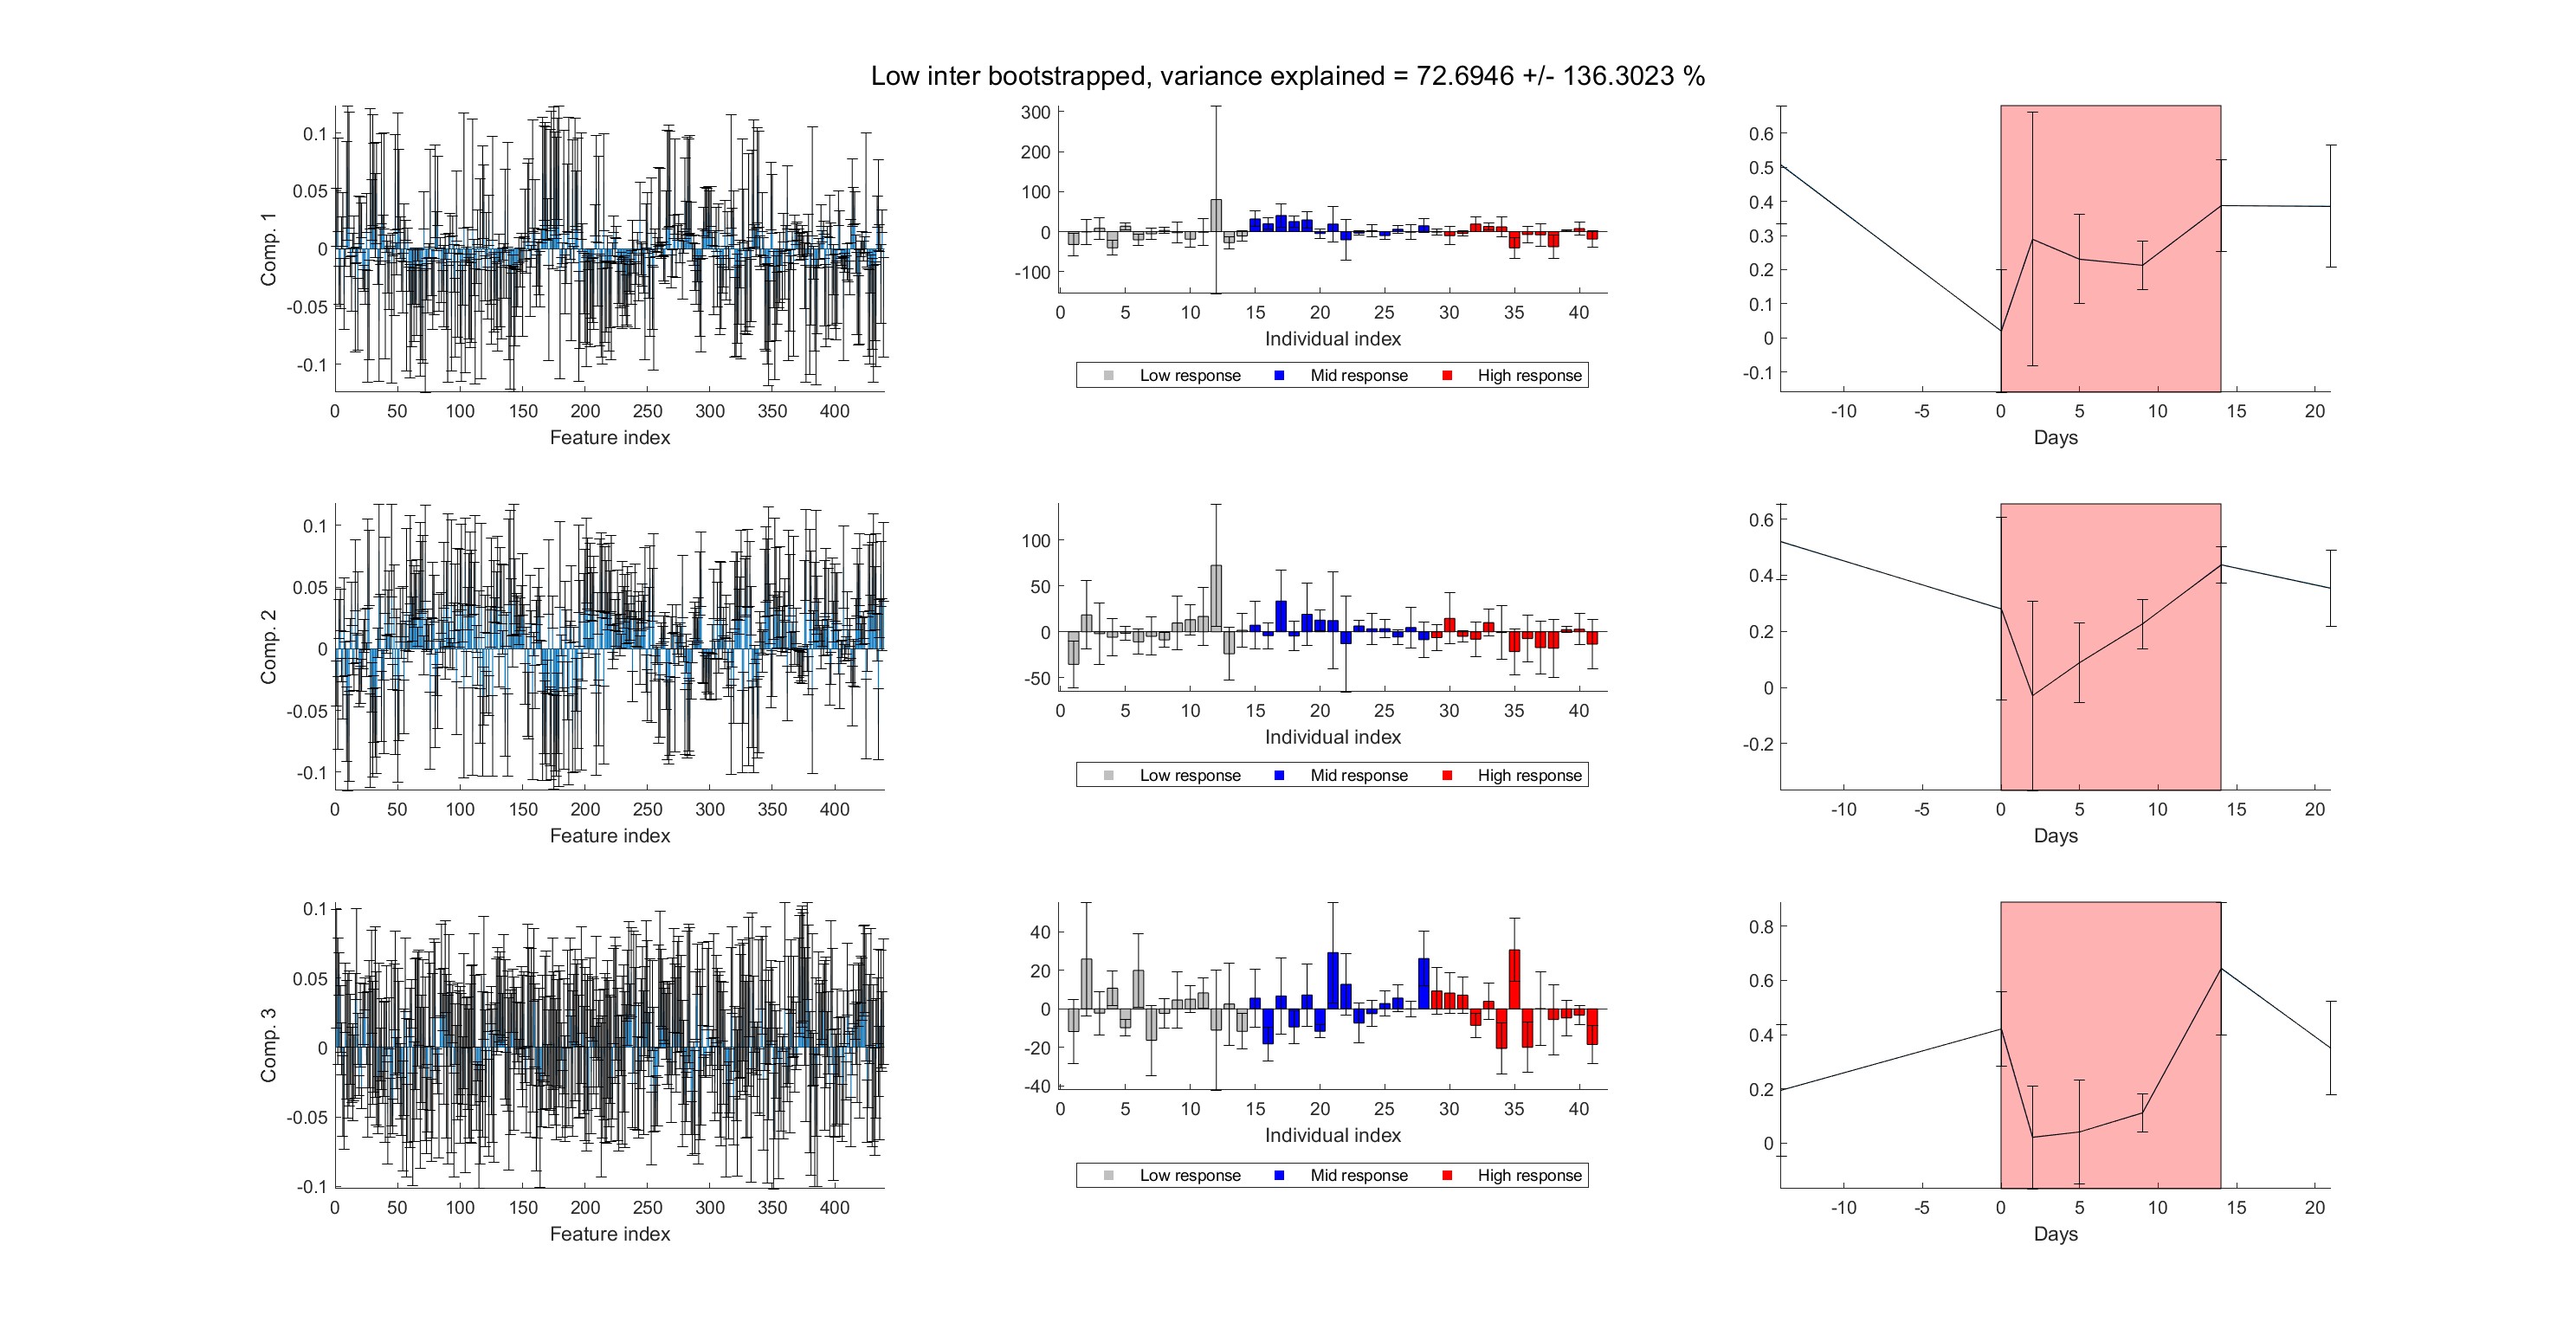 Low inter bootstrapped, variance explained = 72.6946 +/- 136.3023 %
Comp. 1
0.1
0.05
0
-0.05
-0.1
0 50 100 150 200 250 300 350 400
Feature index
300
200
100
0
-100
0 5 10 15 20 25 30 35 40
Individual index
Low response Mid response High response
0.6
0.5
0.4
0.3
0.2
0.1
0
-0.1
-10 -5 0 5 10 15 20
Days
Comp. 2
0.1
0.05
0
-0.05
-0.1
0 50 100 150 200 250 300 350 400
Feature index
100
50
0
-50
0 5 10 15 20 25 30 35 40
Individual index
Low response Mid response High response
0.6
0.4
0.2
0
-0.2
-10 -5 0 5 10 15 20
Days
Comp. 3
0.1
0.05
0
-0.05
-0.1
0 50 100 150 200 250 300 350 400
Feature index
40
20
0
-20
-40
0 5 10 15 20 25 30 35 40
Individual index
Low response Mid response High response
0.8
0.6
0.4
0.2
0
-10 -5 0 5 10 15 20
Days